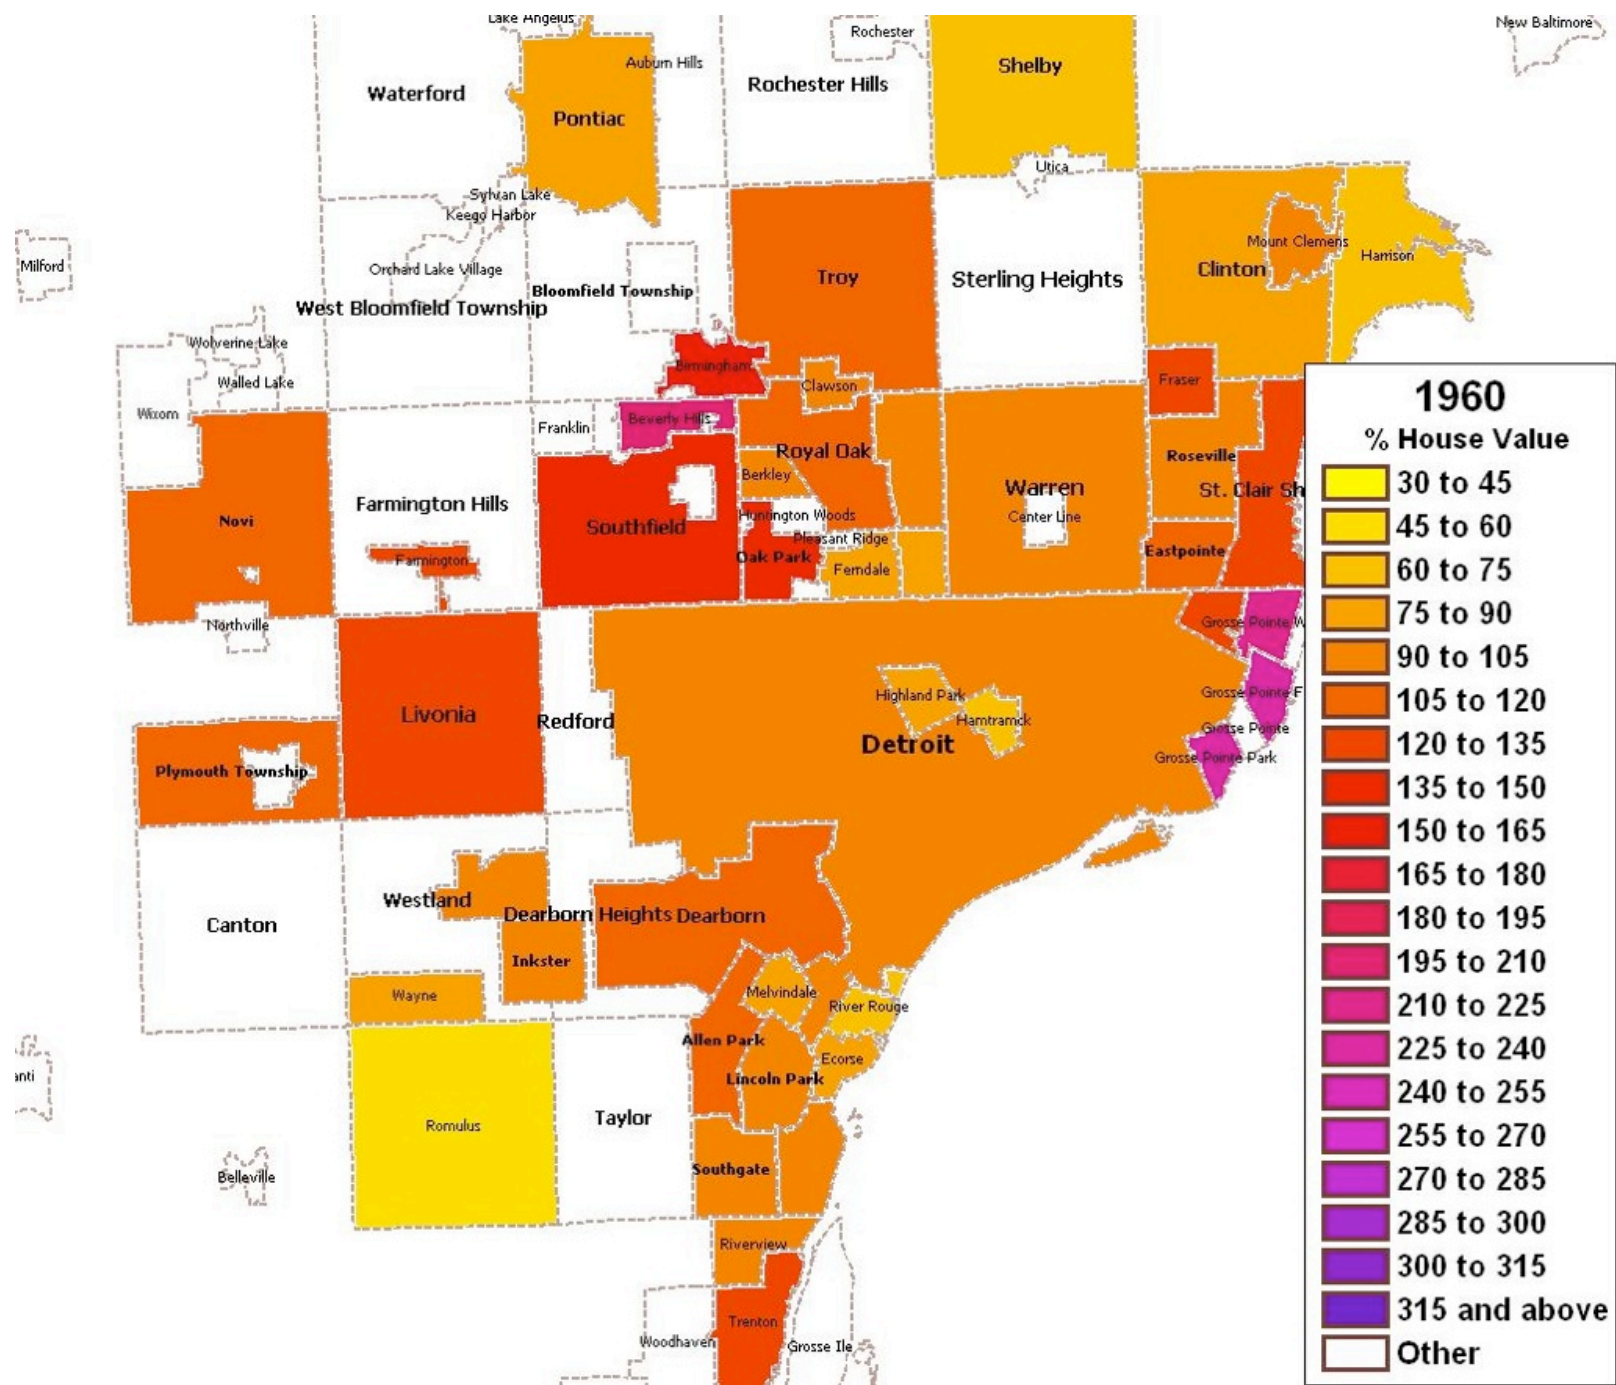 Lake Angelus
New Baltimore
Rochester
Auburn Hills
Shelby
Rochester Hills
Waterford
Pontiac
Utica
Sylvan Lake
Keego Harbor
Mount Clemens
Harrison
Milford
Orchard Lake Village
Clinton
Troy
Sterling Heights
Bloomfield Township
West Bloomfield Township
Wolverine Lake
Birmingham
Walled Lake
Clawson
Fraser
Wixom
Franklin
Beverly Hills
Royal Oak
Roseville
Berkley
Warren
St. Clair Sh
Farmington Hills
Novi
Southfield
Huntington Woods
Center Line
Pleasant Ridge
Eastpointe
Farmington
Oak Park
Ferndale
Northville
Grosse Pointe W
Highland Park
Grosse Pointe F
Livonia
Redford
Hamtramck
Grosse Pointe
Detroit
Grosse Pointe Park
Plymouth Township
Westland
Canton
Dearborn Heights
Dearborn
Inkster
Wayne
Melvindale
River Rouge
Allen Park
Ecorse
anti
Lincoln Park
Taylor
Romulus
Southgate
Belleville
Riverview
Trenton
Woodhaven
Grosse Ile
1960
% House Value
30 to 45
45 to 60
60 to 75
75 to 90
90 to 105
105 to 120
120 to 135
135 to 150
150 to 165
165 to 180
180 to 195
195 to 210
210 to 225
225 to 240
240 to 255
255 to 270
270 to 285
285 to 300
300 to 315
315 and above
Other